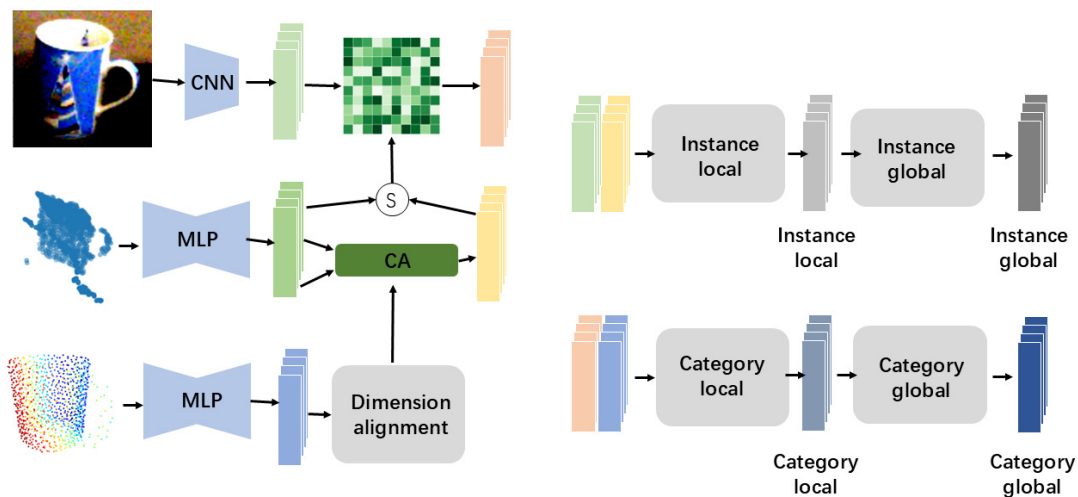 CNN
S
MLP
CA
MLP
Dimension
alignment
Instance
local
Instance
global
Instance
local
Instance
global
Category
local
Category
global
Category
local
Category
global